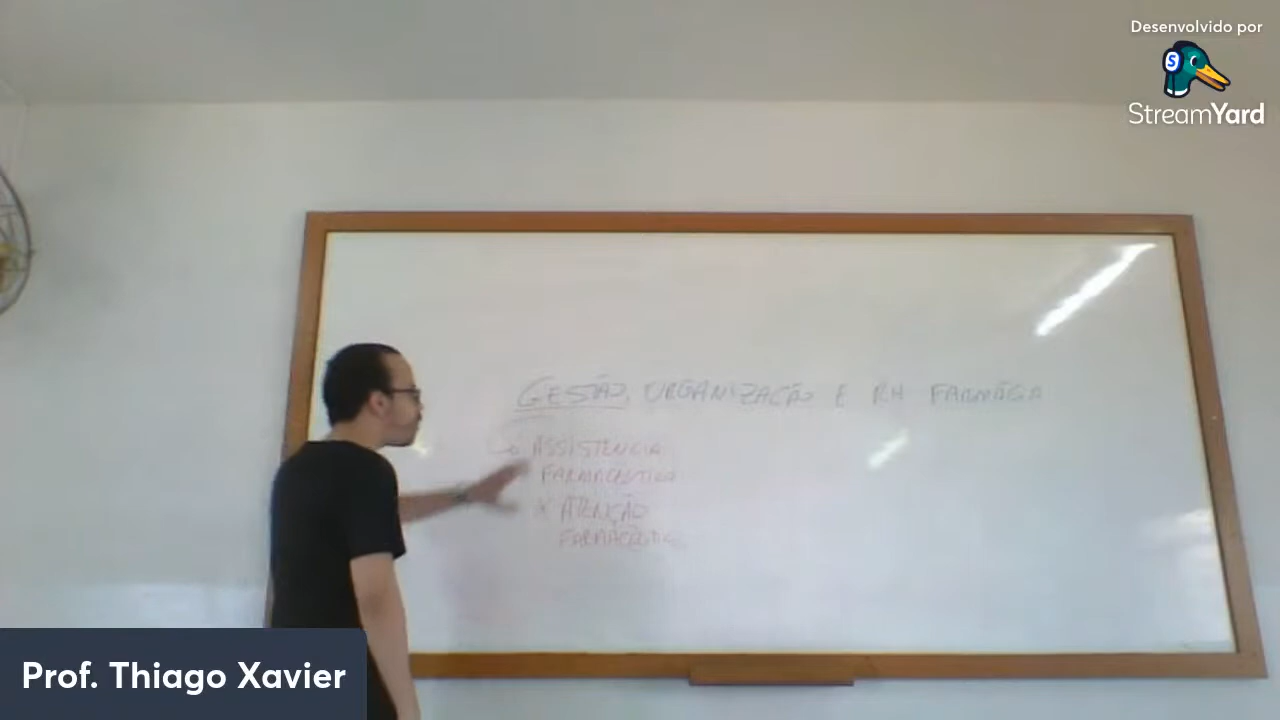 Desenvolvido por
StreamYard
GESTÃO, ORGANIZAÇÃO E RH FARMÁCIA
ASSISTÊNCIA
FARMACÊUTICA
X ATENÇÃO
FARMACÊUTICA
Prof. Thiago Xavier